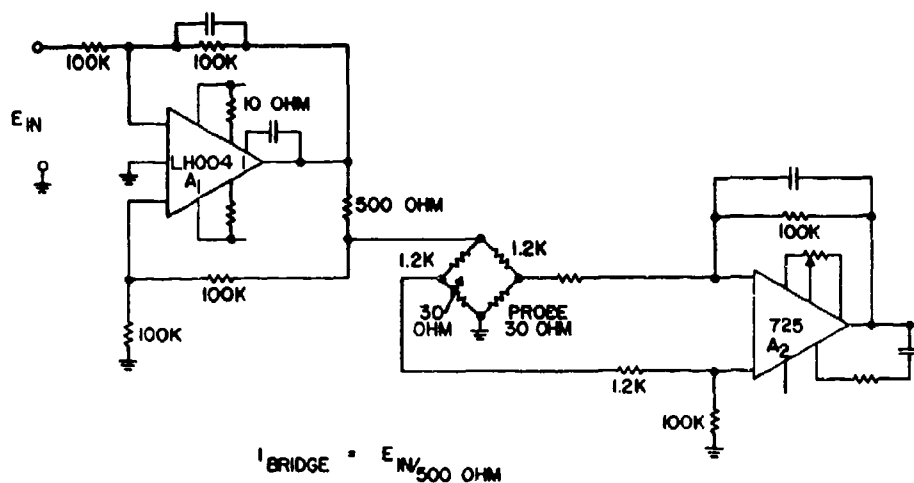 100K
100K
E IN
10 OHM
LH0041
A1
500 OHM
100K
100K
1.2K
1.2K
30
OHM
PROBE
30 OHM
100K
725
A2
1.2K
100K
I BRIDGE = E IN/500 OHM